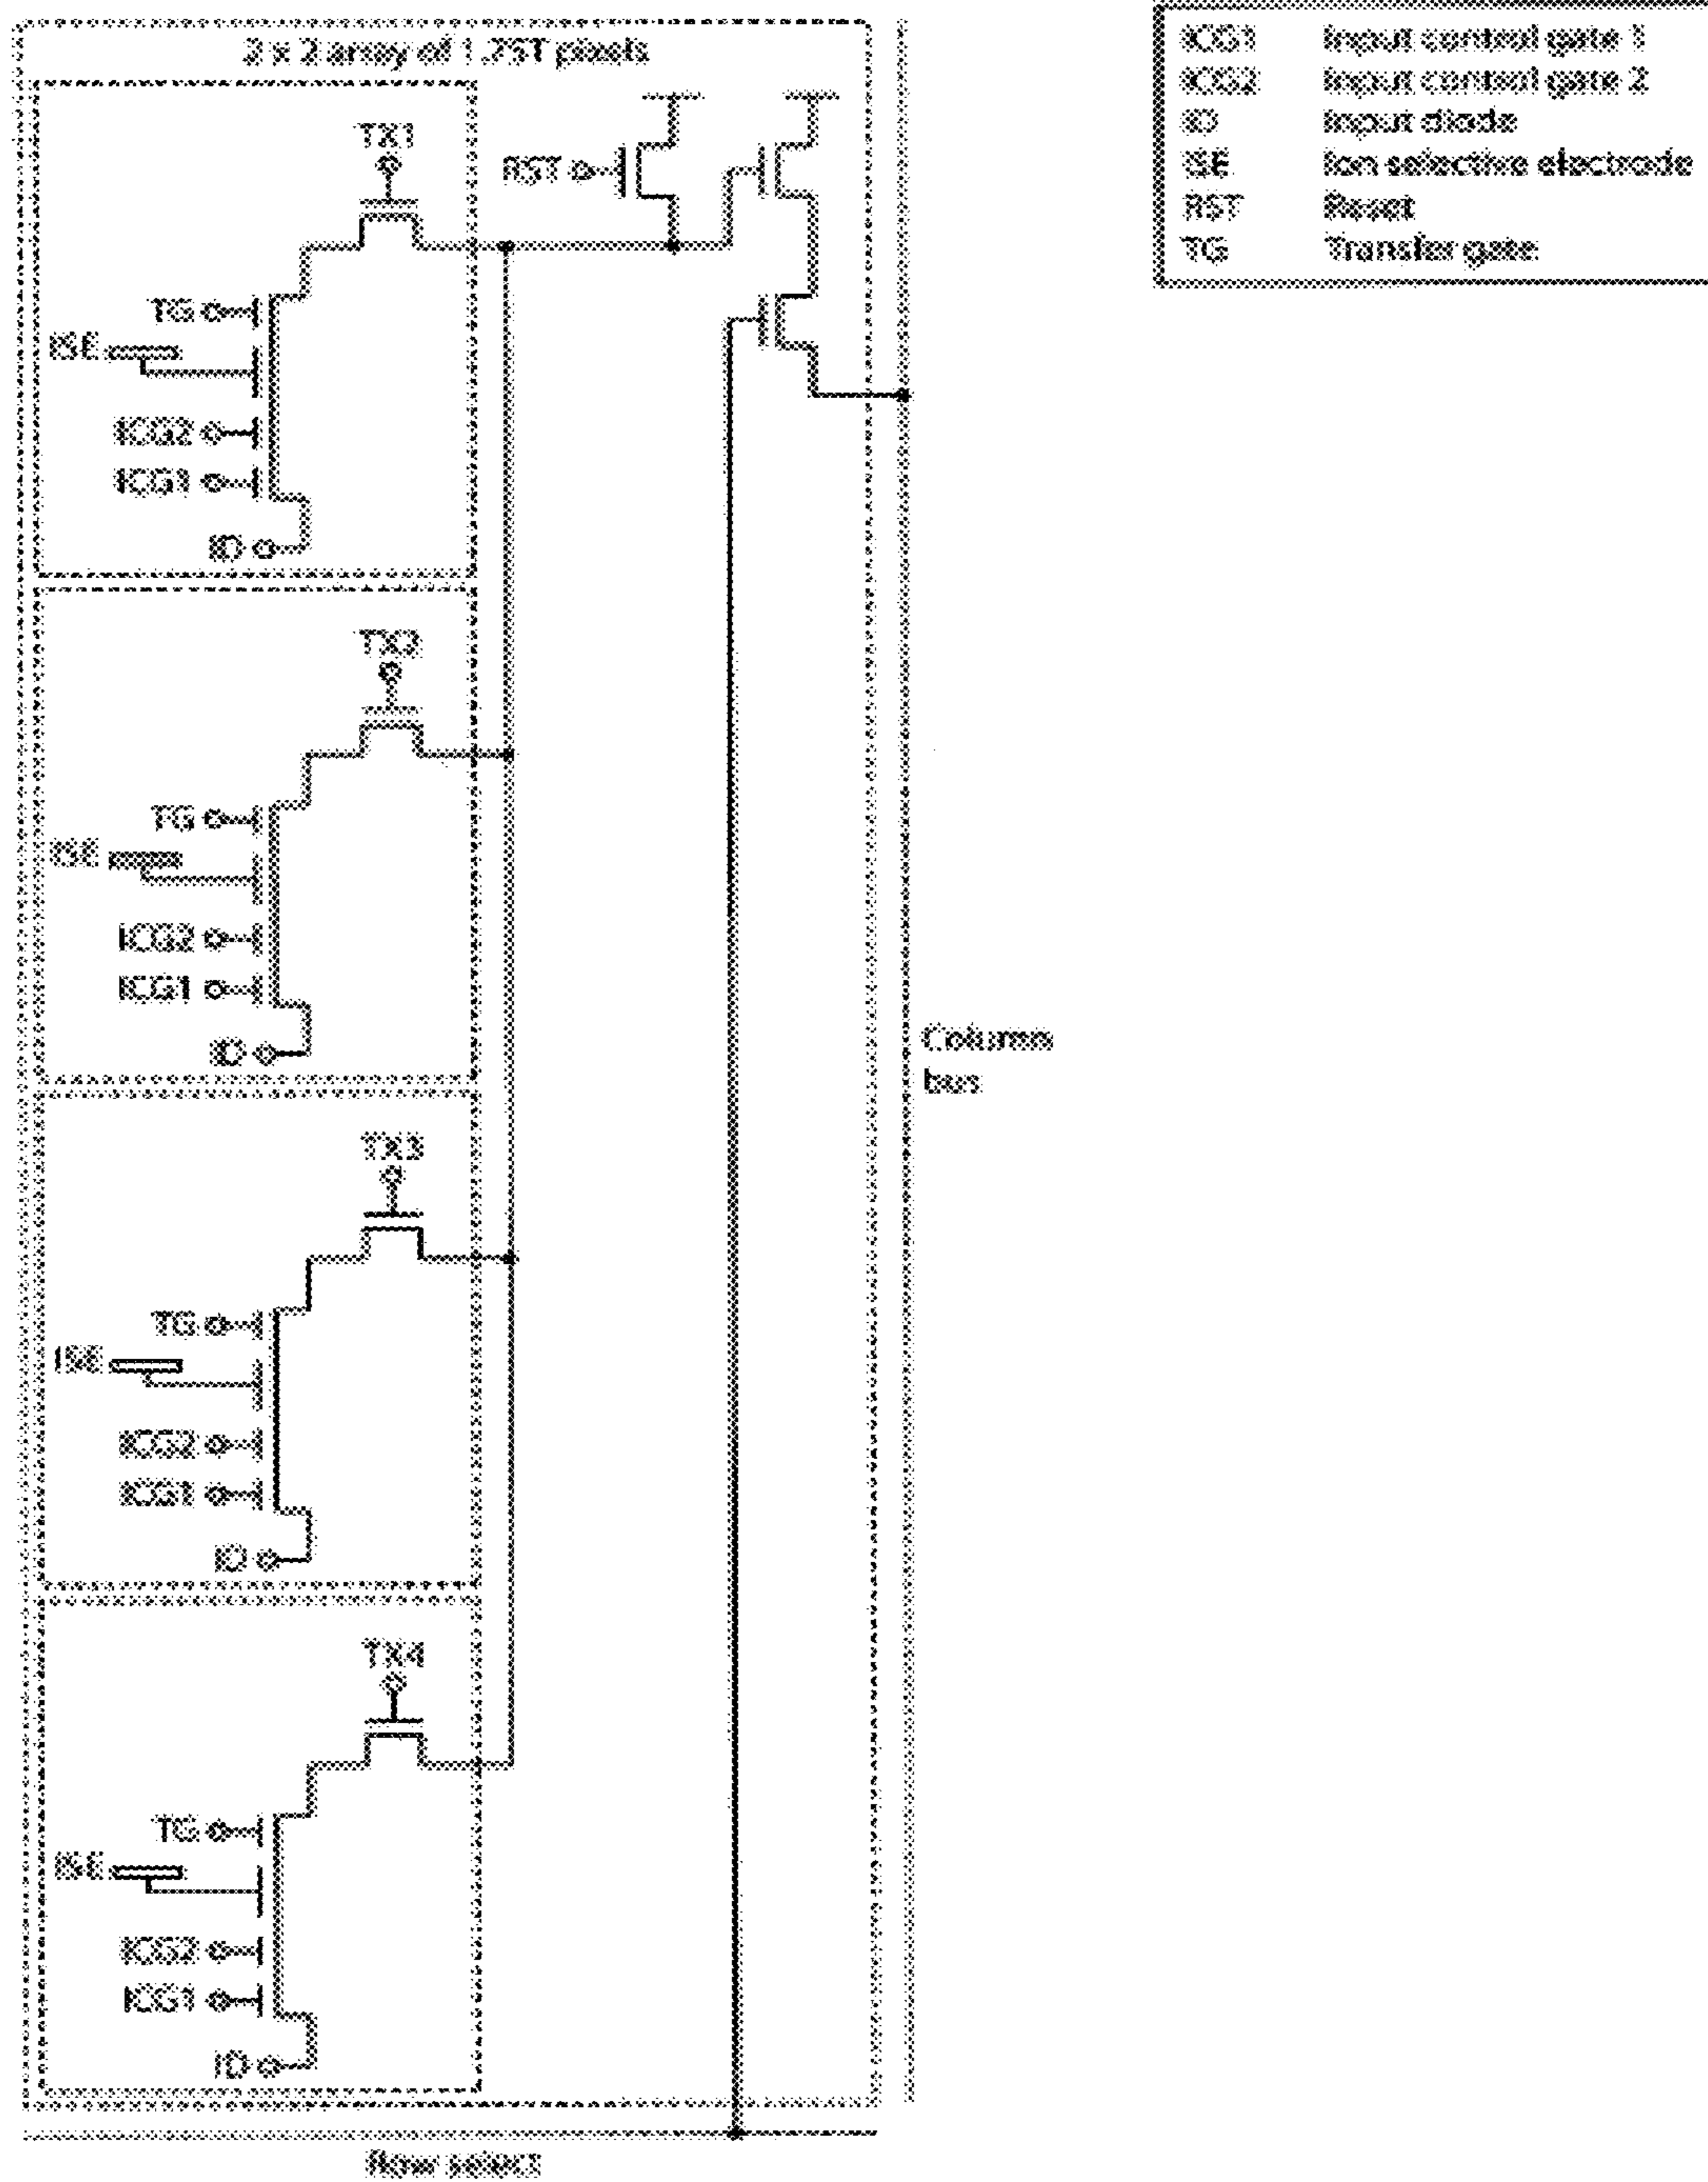 2 x 2 array of 1.75T pixels
TX1
RST
TG
ISE
ICG2
ICG1
ID
TX2
TG
ISE
ICG2
ICG1
ID
TX3
TG
ISE
ICG2
ICG1
ID
TX4
TG
ISE
ICG2
ICG1
ID
Column
bus
Row select
ICG1 Input control gate 1
ICG2 Input control gate 2
ID Input diode
ISE Ion selective electrode
RST Reset
TG Transfer gate